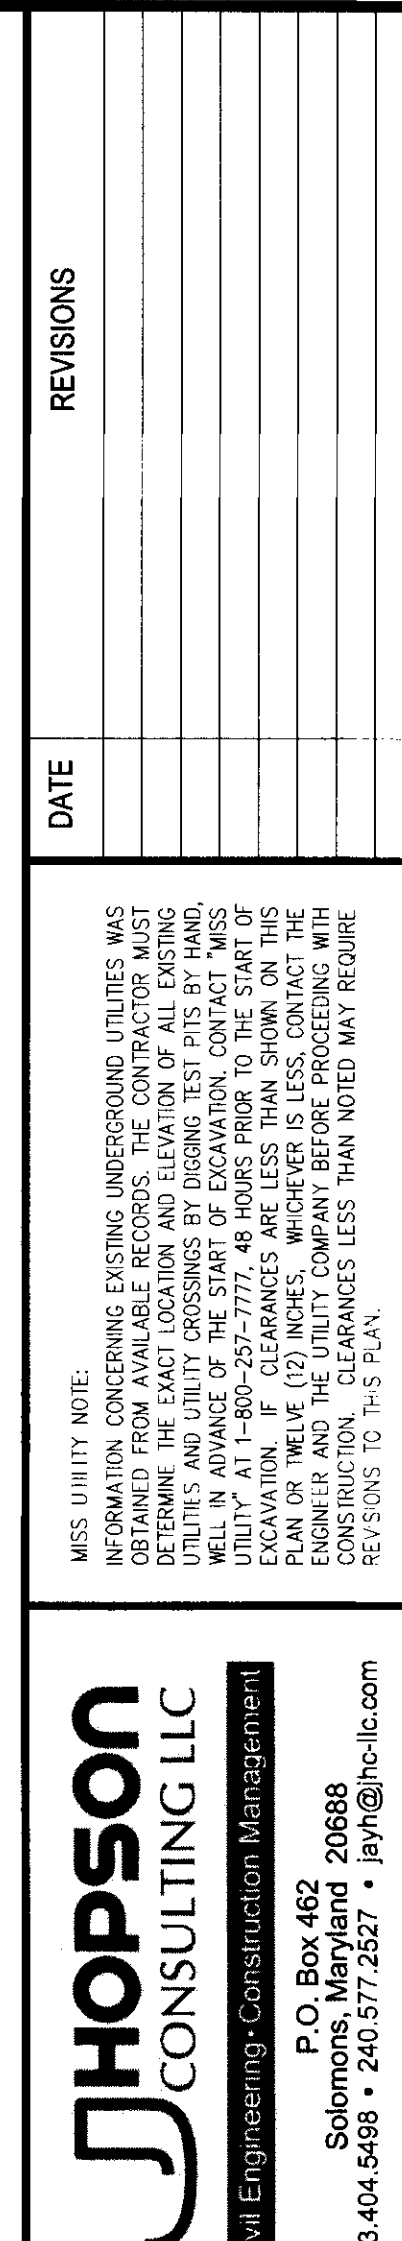 JHOPSON
CONSULTING LLC
vil Engineering • Construction Management
P.O. Box 462
Solomons, Maryland 20688
3.404.5498 • 240.577.2527 • jayh@jhc-llc.com
MISS UTILITY NOTE:
INFORMATION CONCERNING EXISTING UNDERGROUND UTILITIES WAS
OBTAINED FROM AVAILABLE RECORDS. THE CONTRACTOR MUST
DETERMINE THE EXACT LOCATION AND ELEVATION OF ALL EXISTING
UTILITIES AND UTILITY CROSSINGS BY DIGGING TEST PITS BY HAND,
WELL IN ADVANCE OF THE START OF EXCAVATION. CONTACT "MISS
UTILITY" AT 1-800-257-7777, 48 HOURS PRIOR TO THE START OF
EXCAVATION. IF CLEARANCES ARE LESS THAN SHOWN ON THIS
PLAN OR TWELVE (12) INCHES, WHICHEVER IS LESS, CONTACT THE
ENGINEER AND THE UTILITY COMPANY BEFORE PROCEEDING WITH
CONSTRUCTION. CLEARANCES LESS THAN NOTED MAY REQUIRE
REVISIONS TO THIS PLAN.
DATE
REVISIONS